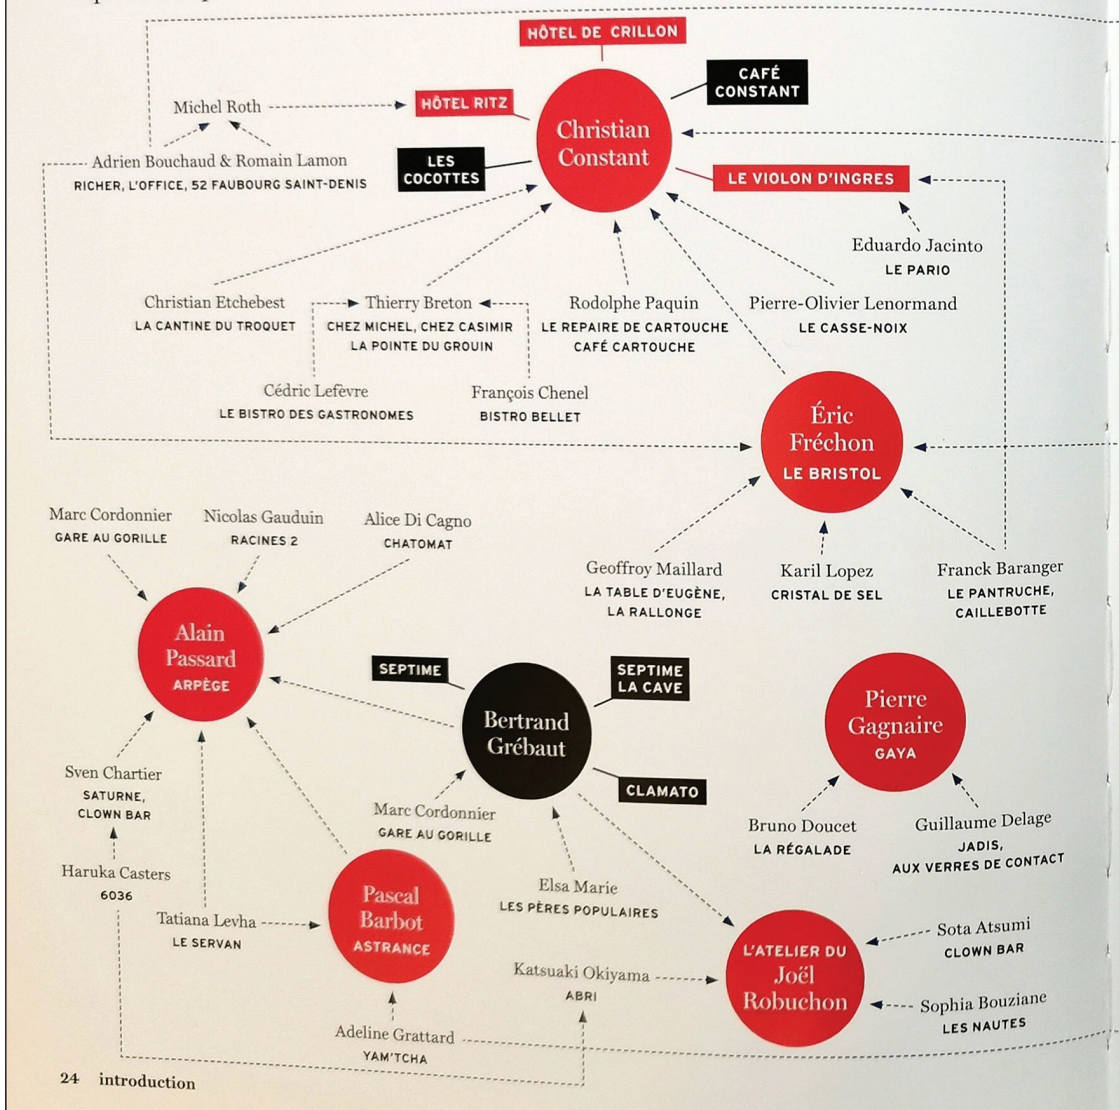 HÔTEL DE CRILLON
CAFÉ
CONSTANT
Michel Roth
HÔTEL RITZ
Christian
Constant
Adrien Bouchaud & Romain Lamon
RICHER, L'OFFICE, 52 FAUBOURG SAINT-DENIS
LES
COCOTTES
LE VIOLON D'INGRES
Eduardo Jacinto
LE PARIO
Christian Etchebest
LA CANTINE DU TROQUET
Thierry Breton
CHEZ MICHEL, CHEZ CASIMIR
LA POINTE DU GROUIN
Rodolphe Paquin
LE REPAIRE DE CARTOUCHE
CAFÉ CARTOUCHE
Pierre-Olivier Lenormand
LE CASSE-NOIX
Cédric Lefèvre
LE BISTRO DES GASTRONOMES
François Chenel
BISTRO BELLET
Éric
Fréchon
LE BRISTOL
Marc Cordonnier
GARE AU GORILLE
Nicolas Gauduin
RACINES 2
Alice Di Cagno
CHATOMAT
Geoffroy Maillard
LA TABLE D'EUGÈNE,
LA RALLONGE
Karil Lopez
CRISTAL DE SEL
Franck Baranger
LE PANTRUCHE,
CAILLEBOTTE
Alain
Passard
ARPÈGE
SEPTIME
SEPTIME
LA CAVE
Bertrand
Grébaut
CLAMATO
Pierre
Gagnaire
GAYA
Sven Chartier
SATURNE,
CLOWN BAR
Marc Cordonnier
GARE AU GORILLE
Bruno Doucet
LA RÉGALADE
Guillaume Delage
JADIS,
AUX VERRES DE CONTACT
Haruka Casters
6036
Tatiana Levha
LE SERVAN
Pascal
Barbot
ASTRANCE
Elsa Marie
LES PÈRES POPULAIRES
Katsuaki Okiyama
ABRI
L'ATELIER DU
Joël
Robuchon
Sota Atsumi
CLOWN BAR
Sophia Bouziane
LES NAUTES
Adeline Grattard
YAM'TCHA
24 introduction